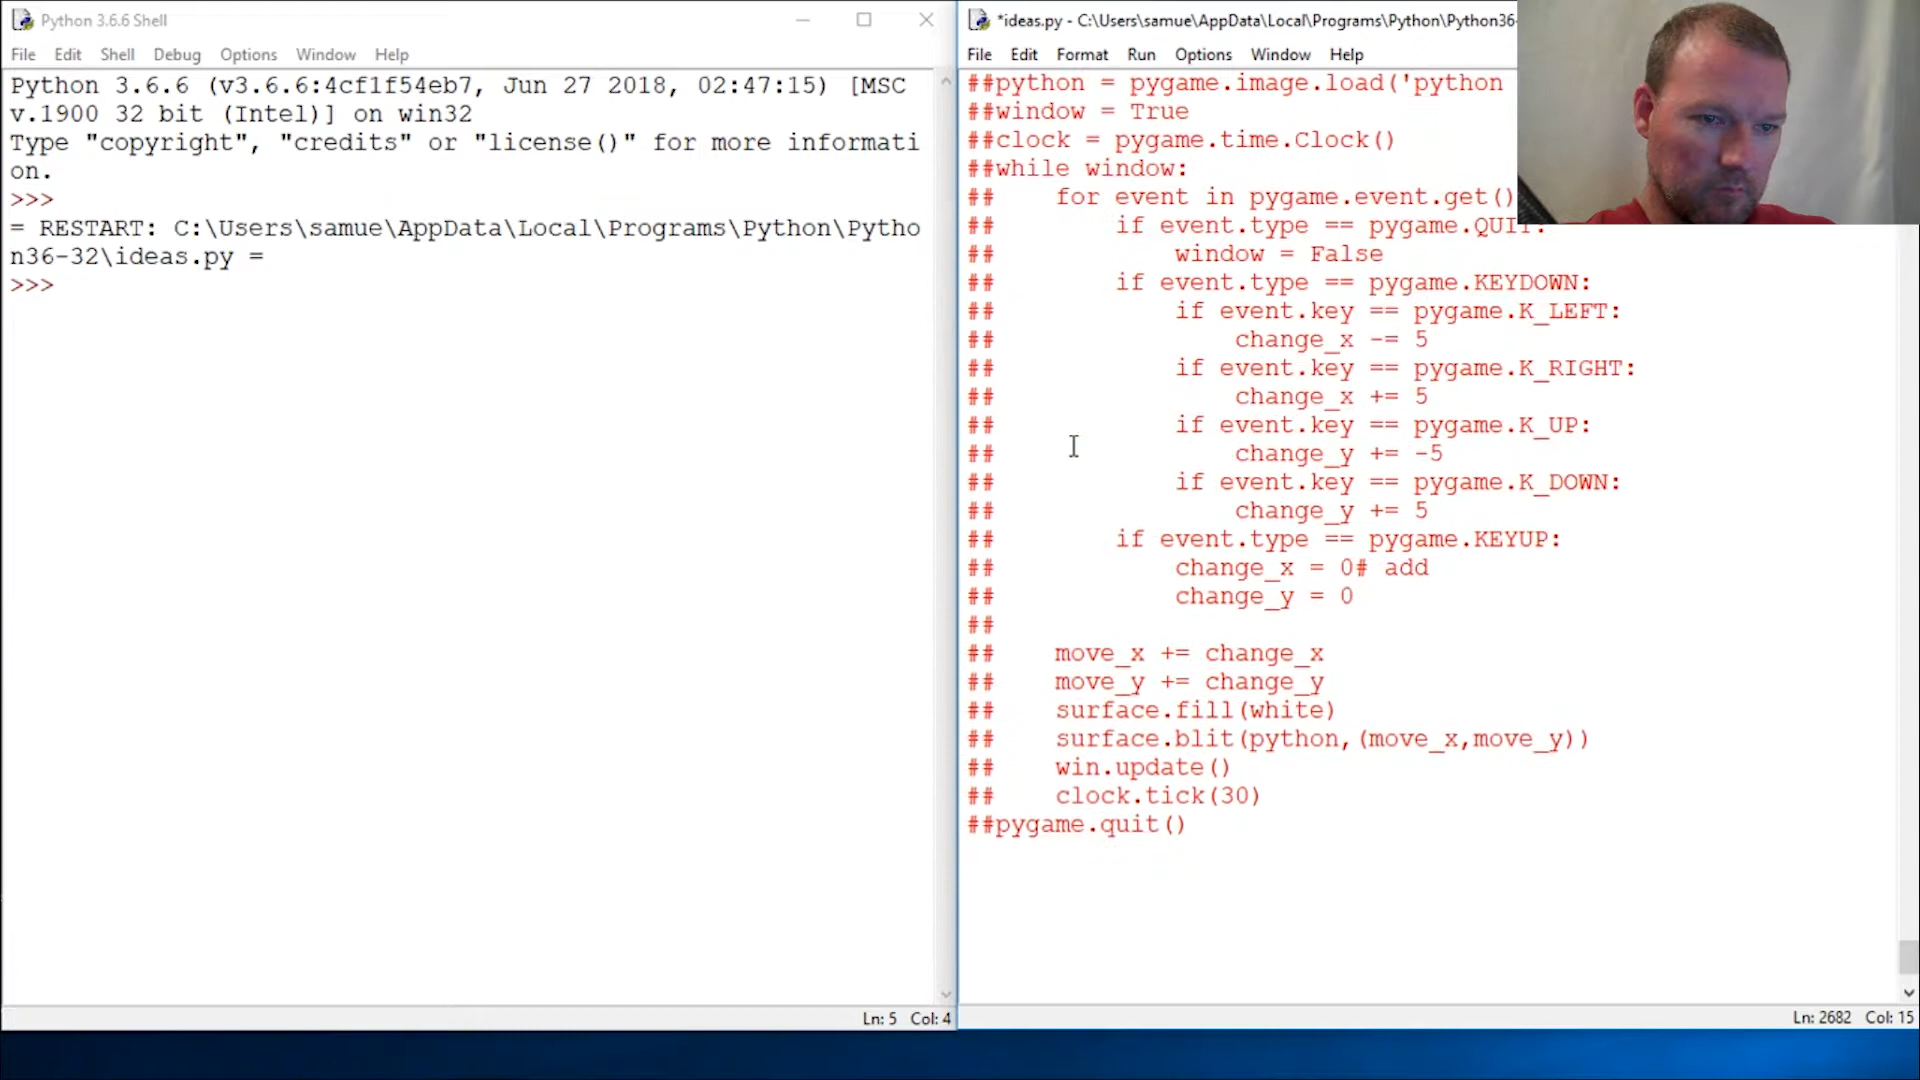 Python 3.6.6 Shell
File Edit Shell Debug Options Window Help
Python 3.6.6 (v3.6.6:4cf1f54eb7, Jun 27 2018, 02:47:15) [MSC
v.1900 32 bit (Intel)] on win32
Type "copyright", "credits" or "license()" for more informati
on.
>>>
= RESTART: C:\Users\samue\AppData\Local\Programs\Python\Pytho
n36-32\ideas.py =
>>>
Ln: 5 Col: 4
*ideas.py - C:\Users\samue\AppData\Local\Programs\Python\Python36-
File Edit Format Run Options Window Help
##python = pygame.image.load('python
##window = True
##clock = pygame.time.Clock()
##while window:
##    for event in pygame.event.get()
##        if event.type == pygame.QUIT:
##            window = False
##        if event.type == pygame.KEYDOWN:
##            if event.key == pygame.K_LEFT:
##                change_x -= 5
##            if event.key == pygame.K_RIGHT:
##                change_x += 5
##            if event.key == pygame.K_UP:
##                change_y += -5
##            if event.key == pygame.K_DOWN:
##                change_y += 5
##        if event.type == pygame.KEYUP:
##            change_x = 0# add
##            change_y = 0
##
##    move_x += change_x
##    move_y += change_y
##    surface.fill(white)
##    surface.blit(python,(move_x,move_y))
##    win.update()
##    clock.tick(30)
##pygame.quit()
Ln: 2682 Col: 15